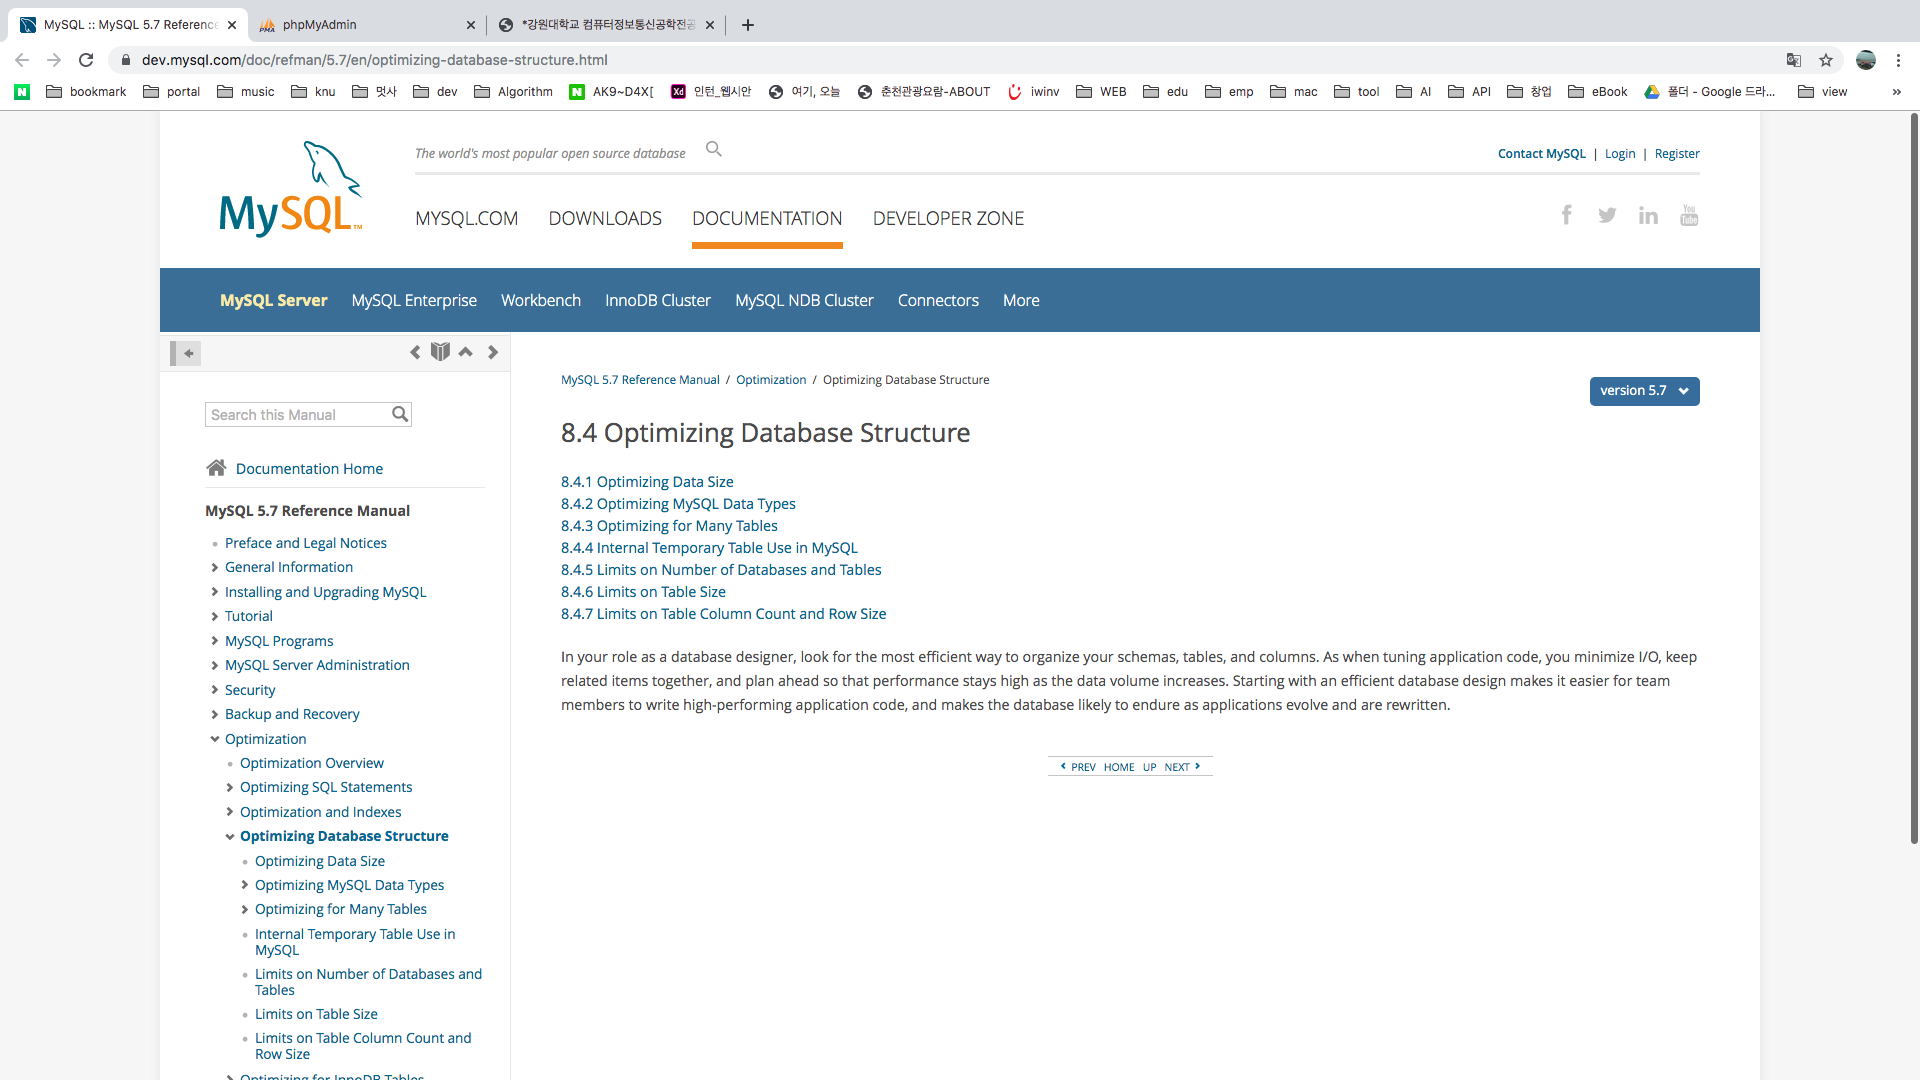 MySQL :: MySQL 5.7 Reference
phpMyAdmin
*강원대학교 컴퓨터정보통신공학전공
dev.mysql.com/doc/refman/5.7/en/optimizing-database-structure.html
N bookmark portal music knu 멋사 dev Algorithm N AK9~D4X[ Xd 인턴_웹시안 여기, 오늘 춘천관광요람-ABOUT iwinv WEB edu emp mac tool AI API 창업 eBook 폴더 - Google 드라... view »
The world's most popular open source database
Contact MySQL | Login | Register
MySQL™
MYSQL.COM DOWNLOADS DOCUMENTATION DEVELOPER ZONE
f in You Tube
MySQL Server MySQL Enterprise Workbench InnoDB Cluster MySQL NDB Cluster Connectors More
Search this Manual
Documentation Home
MySQL 5.7 Reference Manual
Preface and Legal Notices
General Information
Installing and Upgrading MySQL
Tutorial
MySQL Programs
MySQL Server Administration
Security
Backup and Recovery
Optimization
Optimization Overview
Optimizing SQL Statements
Optimization and Indexes
Optimizing Database Structure
Optimizing Data Size
Optimizing MySQL Data Types
Optimizing for Many Tables
Internal Temporary Table Use in
MySQL
Limits on Number of Databases and
Tables
Limits on Table Size
Limits on Table Column Count and
Row Size
Optimizing for InnoDB Tables
MySQL 5.7 Reference Manual / Optimization / Optimizing Database Structure
version 5.7
8.4 Optimizing Database Structure
8.4.1 Optimizing Data Size
8.4.2 Optimizing MySQL Data Types
8.4.3 Optimizing for Many Tables
8.4.4 Internal Temporary Table Use in MySQL
8.4.5 Limits on Number of Databases and Tables
8.4.6 Limits on Table Size
8.4.7 Limits on Table Column Count and Row Size
In your role as a database designer, look for the most efficient way to organize your schemas, tables, and columns. As when tuning application code, you minimize I/O, keep
related items together, and plan ahead so that performance stays high as the data volume increases. Starting with an efficient database design makes it easier for team
members to write high-performing application code, and makes the database likely to endure as applications evolve and are rewritten.
PREV HOME UP NEXT